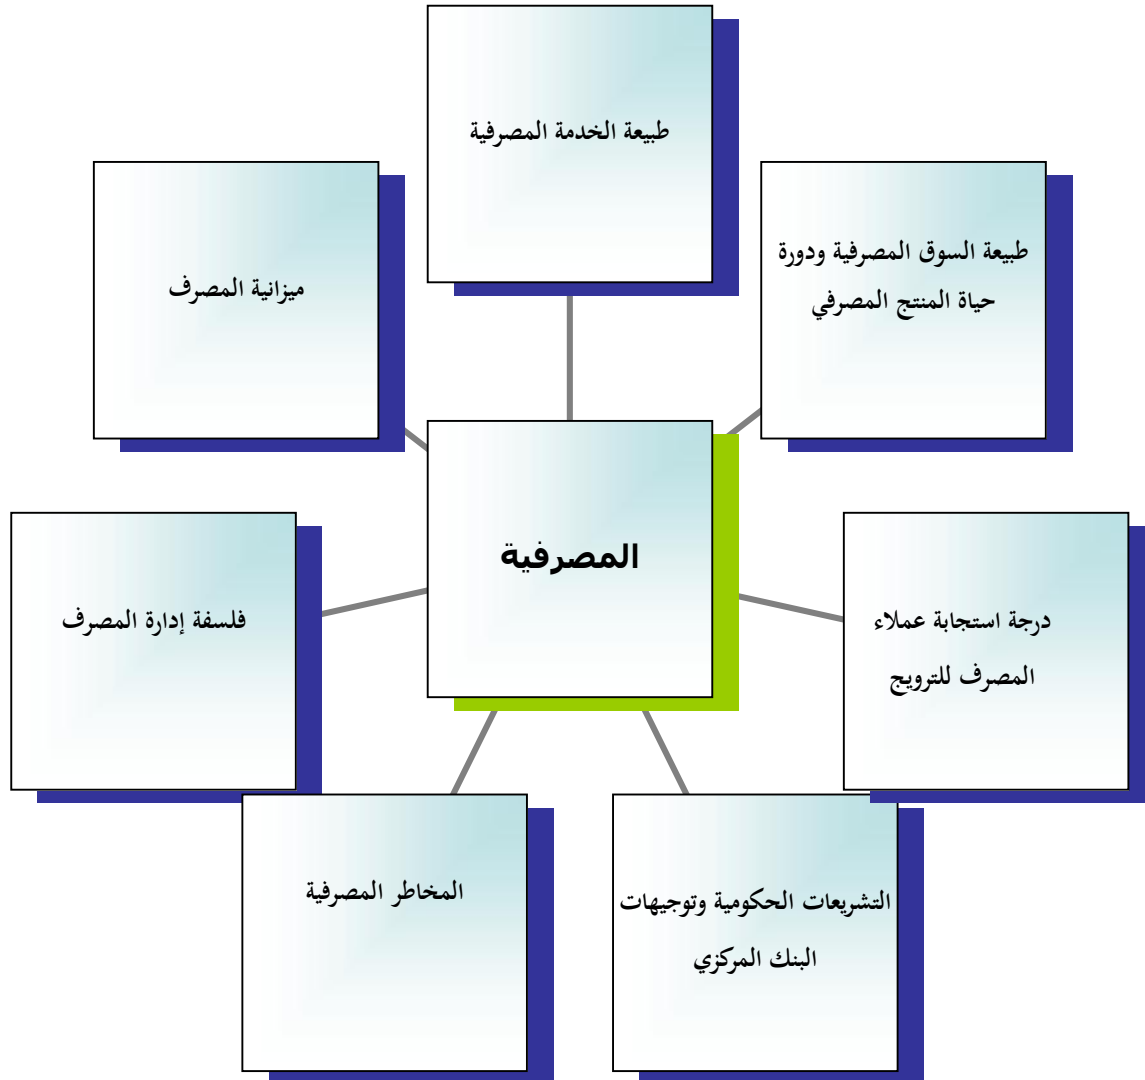 طبيعة الخدمة المصرفية
طبيعة السوق المصرفية ودورة
حياة المنتج المصرفي
ميزانية المصرف
المصرفية
درجة استجابة عملاء
المصرف للترويج
فلسفة إدارة المصرف
التشريعات الحكومية وتوجيهات
البنك المركزي
المخاطر المصرفية